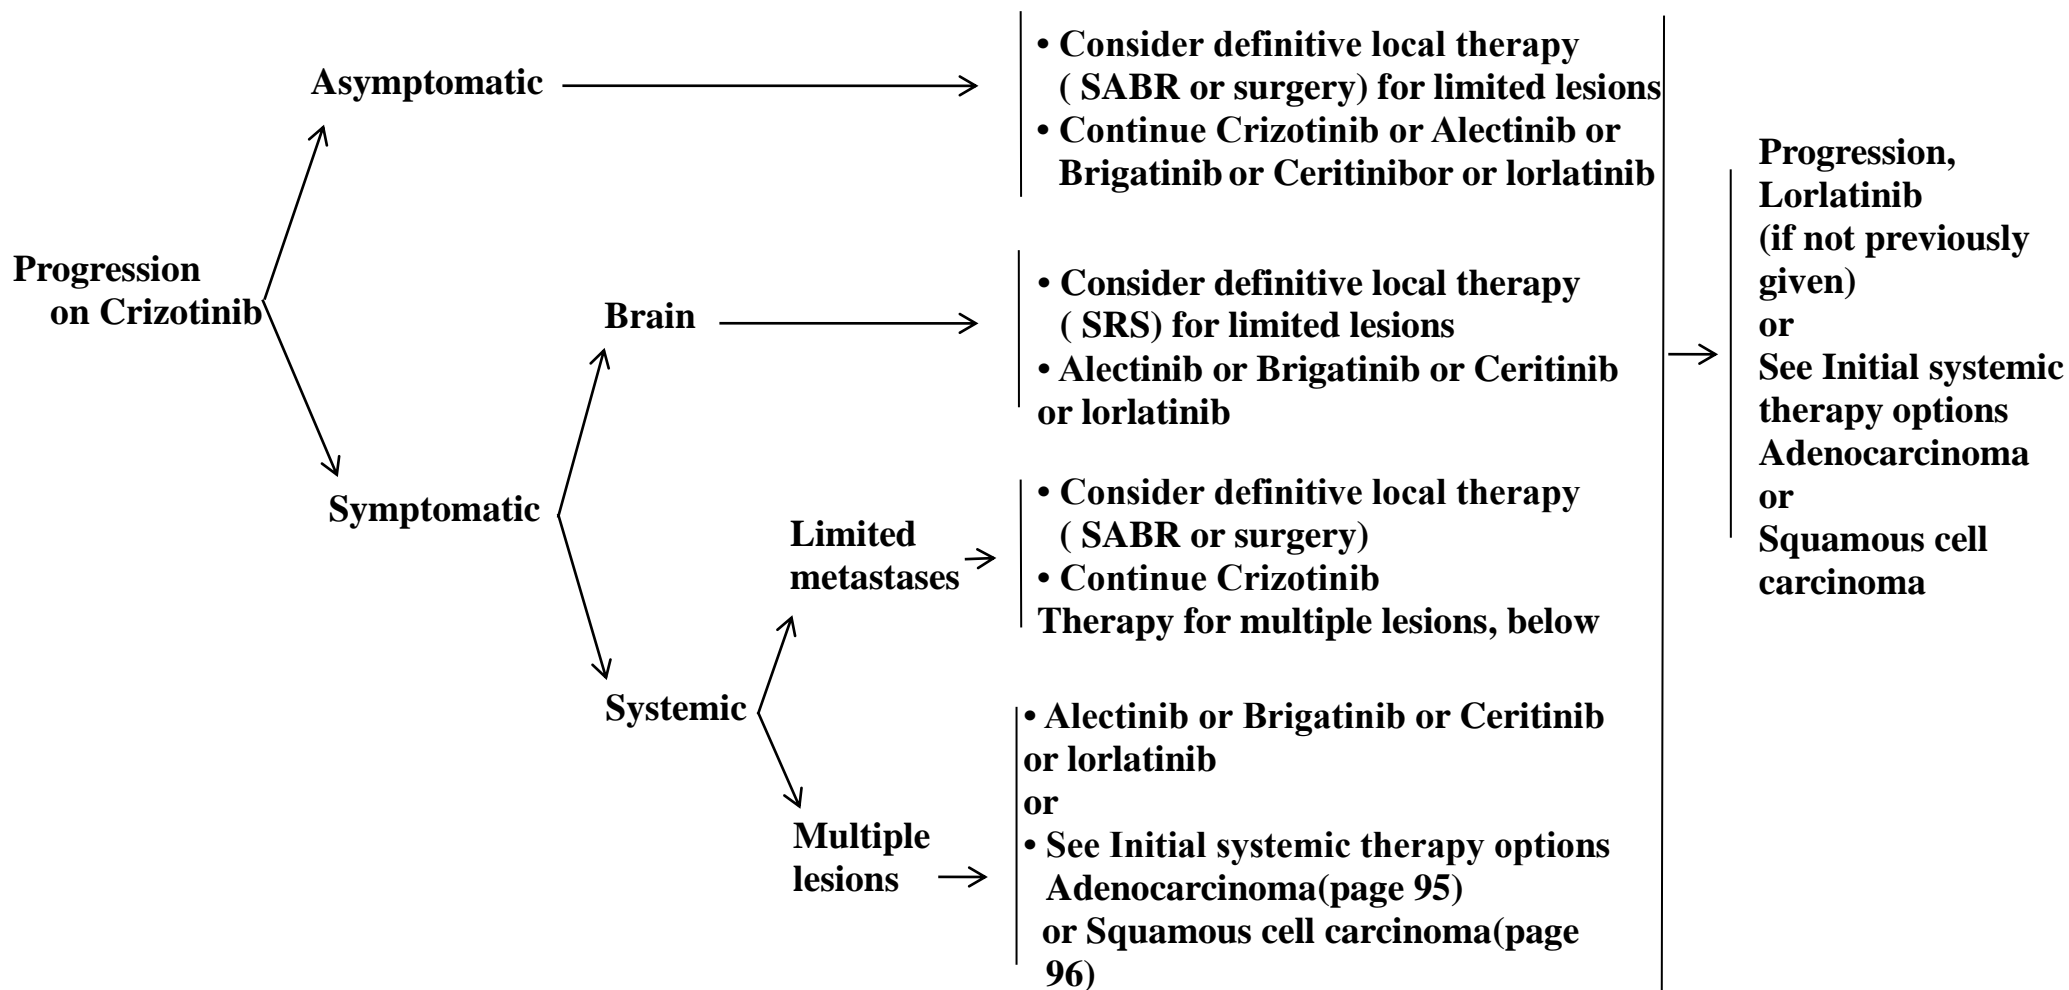 Asymptomatic
• Consider definitive local therapy
( SABR or surgery) for limited lesions
• Continue Crizotinib or Alectinib or
Brigatinib or Ceritinibor or lorlatinib
Progression
on Crizotinib
Brain
• Consider definitive local therapy
( SRS) for limited lesions
• Alectinib or Brigatinib or Ceritinib
or lorlatinib
Symptomatic
Limited
metastases
• Consider definitive local therapy
( SABR or surgery)
• Continue Crizotinib
Therapy for multiple lesions, below
Systemic
Multiple
lesions
• Alectinib or Brigatinib or Ceritinib
or lorlatinib
or
• See Initial systemic therapy options
Adenocarcinoma(page 95)
or Squamous cell carcinoma(page
96)
Progression,
Lorlatinib
(if not previously
given)
or
See Initial systemic
therapy options
Adenocarcinoma
or
Squamous cell
carcinoma